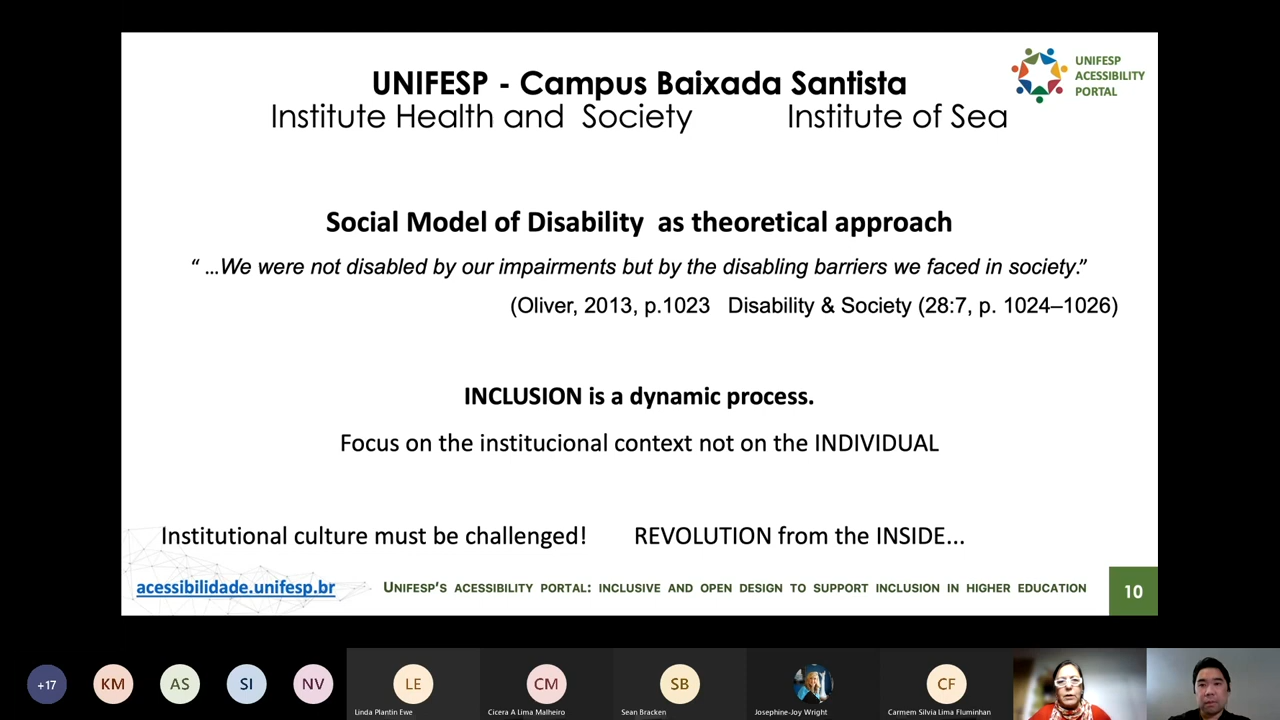 UNIFESP - Campus Baixada Santista
Institute Health and Society Institute of Sea
UNIFESP
ACESSIBILITY
PORTAL
Social Model of Disability as theoretical approach
“ …We were not disabled by our impairments but by the disabling barriers we faced in society.”
(Oliver, 2013, p.1023 Disability & Society (28:7, p. 1024–1026)
INCLUSION is a dynamic process.
Focus on the institucional context not on the INDIVIDUAL
Institutional culture must be challenged! REVOLUTION from the INSIDE...
acessibilidade.unifesp.br UNIFESP’S ACESSIBILITY PORTAL: INCLUSIVE AND OPEN DESIGN TO SUPPORT INCLUSION IN HIGHER EDUCATION 10
+17 KM AS SI NV LE CM SB CF
Linda Plantin Ewe Cicera A Lima Malheiro Sean Bracken Josephine-Joy Wright Carmem Silvia Lima Fluminhan